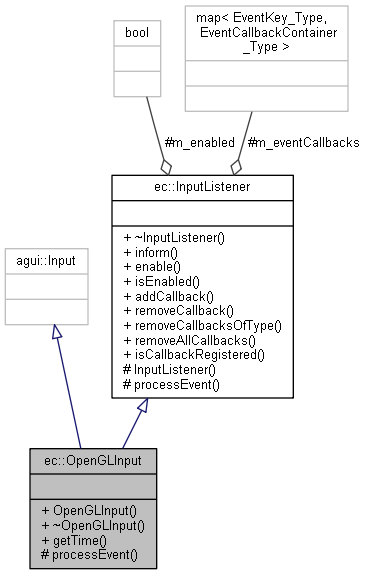 bool
map< EventKey_Type,
EventCallbackContainer
_Type >
#m_enabled
#m_eventCallbacks
ec::InputListener
+ ~InputListener()
+ inform()
+ enable()
+ isEnabled()
+ addCallback()
+ removeCallback()
+ removeCallbacksOfType()
+ removeAllCallbacks()
+ isCallbackRegistered()
# InputListener()
# processEvent()
agui::Input
ec::OpenGLInput
+ OpenGLInput()
+ ~OpenGLInput()
+ getTime()
# processEvent()